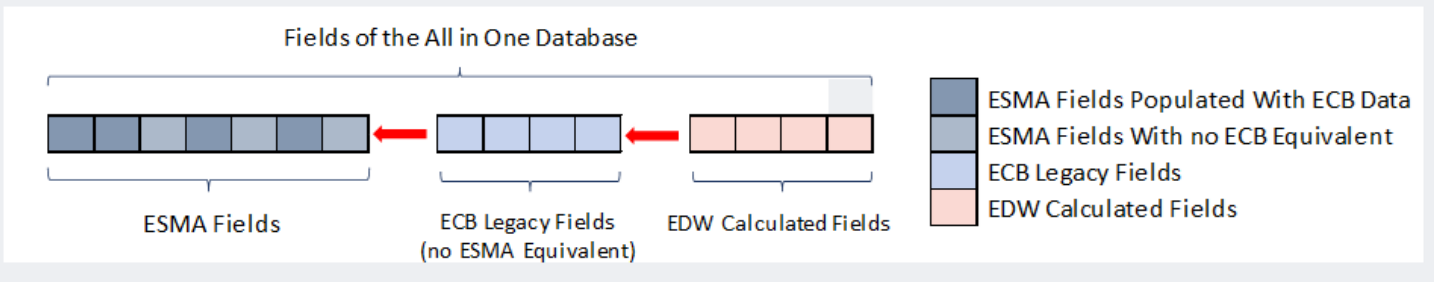 Fields of the All in One Database
ESMA Fields
ECB Legacy Fields
(no ESMA Equivalent)
EDW Calculated Fields
ESMA Fields Populated With ECB Data
ESMA Fields With no ECB Equivalent
ECB Legacy Fields
EDW Calculated Fields